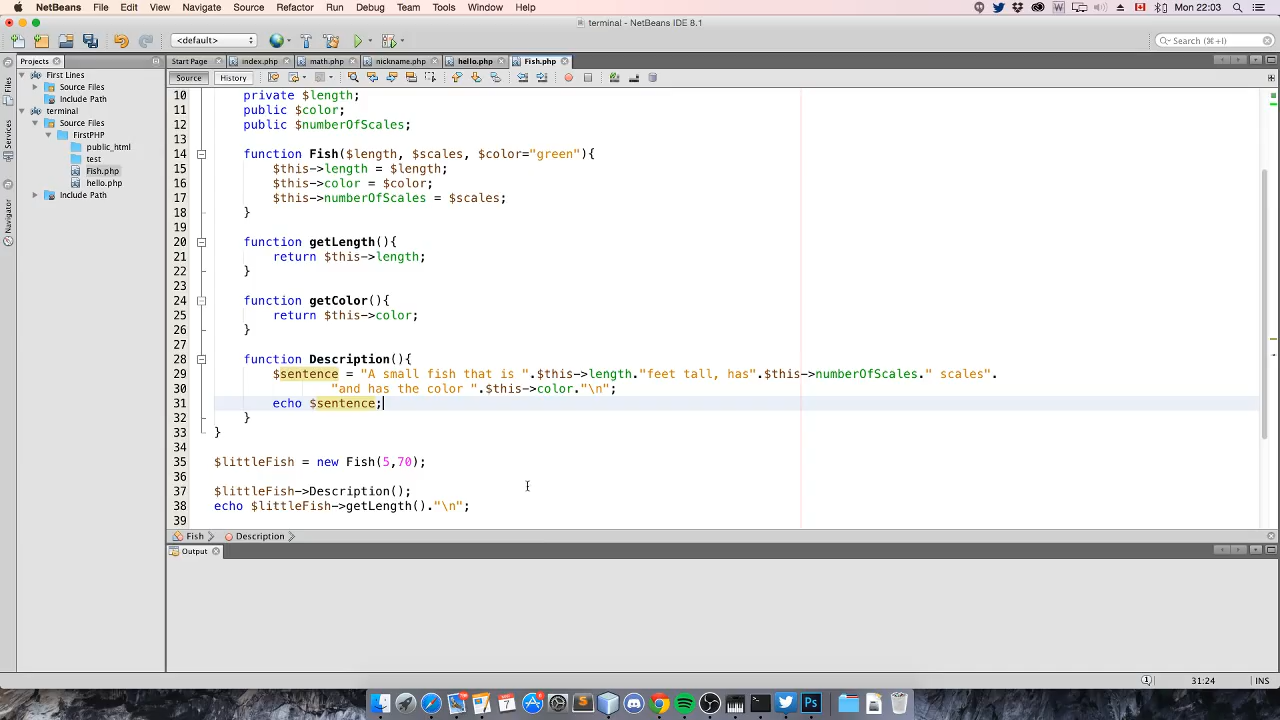 NetBeans File Edit View Navigate Source Refactor Run Debug Team Tools Window Help Mon 22:03
terminal - NetBeans IDE 8.1
<default> Search (⌘+I)
Projects Start Page index.php math.php nickname.php hello.php Fish.php
Source History
First Lines
Source Files
Include Path
terminal
Source Files
FirstPHP
public_html
test
Fish.php
hello.php
Include Path
Files
Services
Navigator
10 private $length;
11 public $color;
12 public $numberOfScales;
13
14 function Fish($length, $scales, $color="green"){
15 $this->length = $length;
16 $this->color = $color;
17 $this->numberOfScales = $scales;
18 }
19
20 function getLength(){
21 return $this->length;
22 }
23
24 function getColor(){
25 return $this->color;
26 }
27
28 function Description(){
29 $sentence = "A small fish that is ".$this->length."feet tall, has".$this->numberOfScales." scales".
30 "and has the color ".$this->color."\n";
31 echo $sentence;
32 }
33 }
34
35 $littleFish = new Fish(5,70);
36
37 $littleFish->Description();
38 echo $littleFish->getLength()."\n";
39
Fish Description
Output
1 31:24 INS
Ps